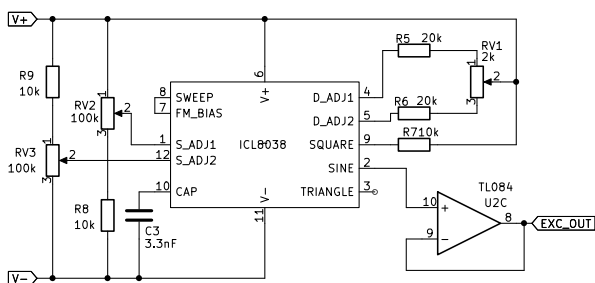 V+
R5 20k
RV1
2k
1
2
3
R9
10k
RV2
100k
1
2
3
6
V+
8 SWEEP
7 FM_BIAS
D_ADJ1 4
D_ADJ2 5
R6 20k
RV3
100k
1
2
3
1 S_ADJ1
12 S_ADJ2
ICL8038
SQUARE 9
R7 10k
SINE 2
10 CAP
TRIANGLE 3
V-
11
R8
10k
C3
3.3nF
TL084
U2C
10 +
9 -
8
EXC_OUT
V-